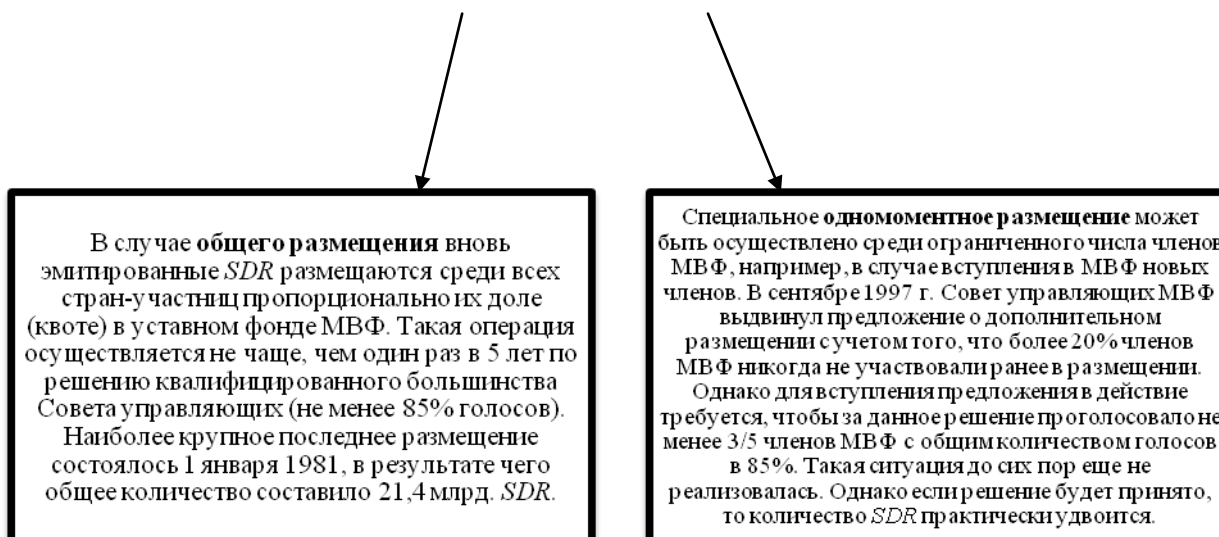 В случае общего размещения вновь
эмитированные SDR размещаются среди всех
стран-участниц пропорционально их доле
(квоте) в уставном фонде МВФ. Такая операция
осуществляется не чаще, чем один раз в 5 лет по
решению квалифицированного большинства
Совета управляющих (не менее 85% голосов).
Наиболее крупное последнее размещение
состоялось 1 января 1981, в результате чего
общее количество составило 21,4 млрд. SDR.
Специальное одномоментное размещение может
быть осуществлено среди ограниченного числа членов
МВФ, например, в случае вступления в МВФ новых
членов. В сентябре 1997 г. Совет управляющих МВФ
выдвинул предложение о дополнительном
размещении с учетом того, что более 20% членов
МВФ никогда не участвовали ранее в размещении.
Однако для вступления предложения в действие
требуется, чтобы за данное решение проголосовало не
менее 3/5 членов МВФ с общим количеством голосов
в 85%. Такая ситуация до сих пор еще не
реализовалась. Однако если решение будет принято,
то количество SDR практически удвоится.